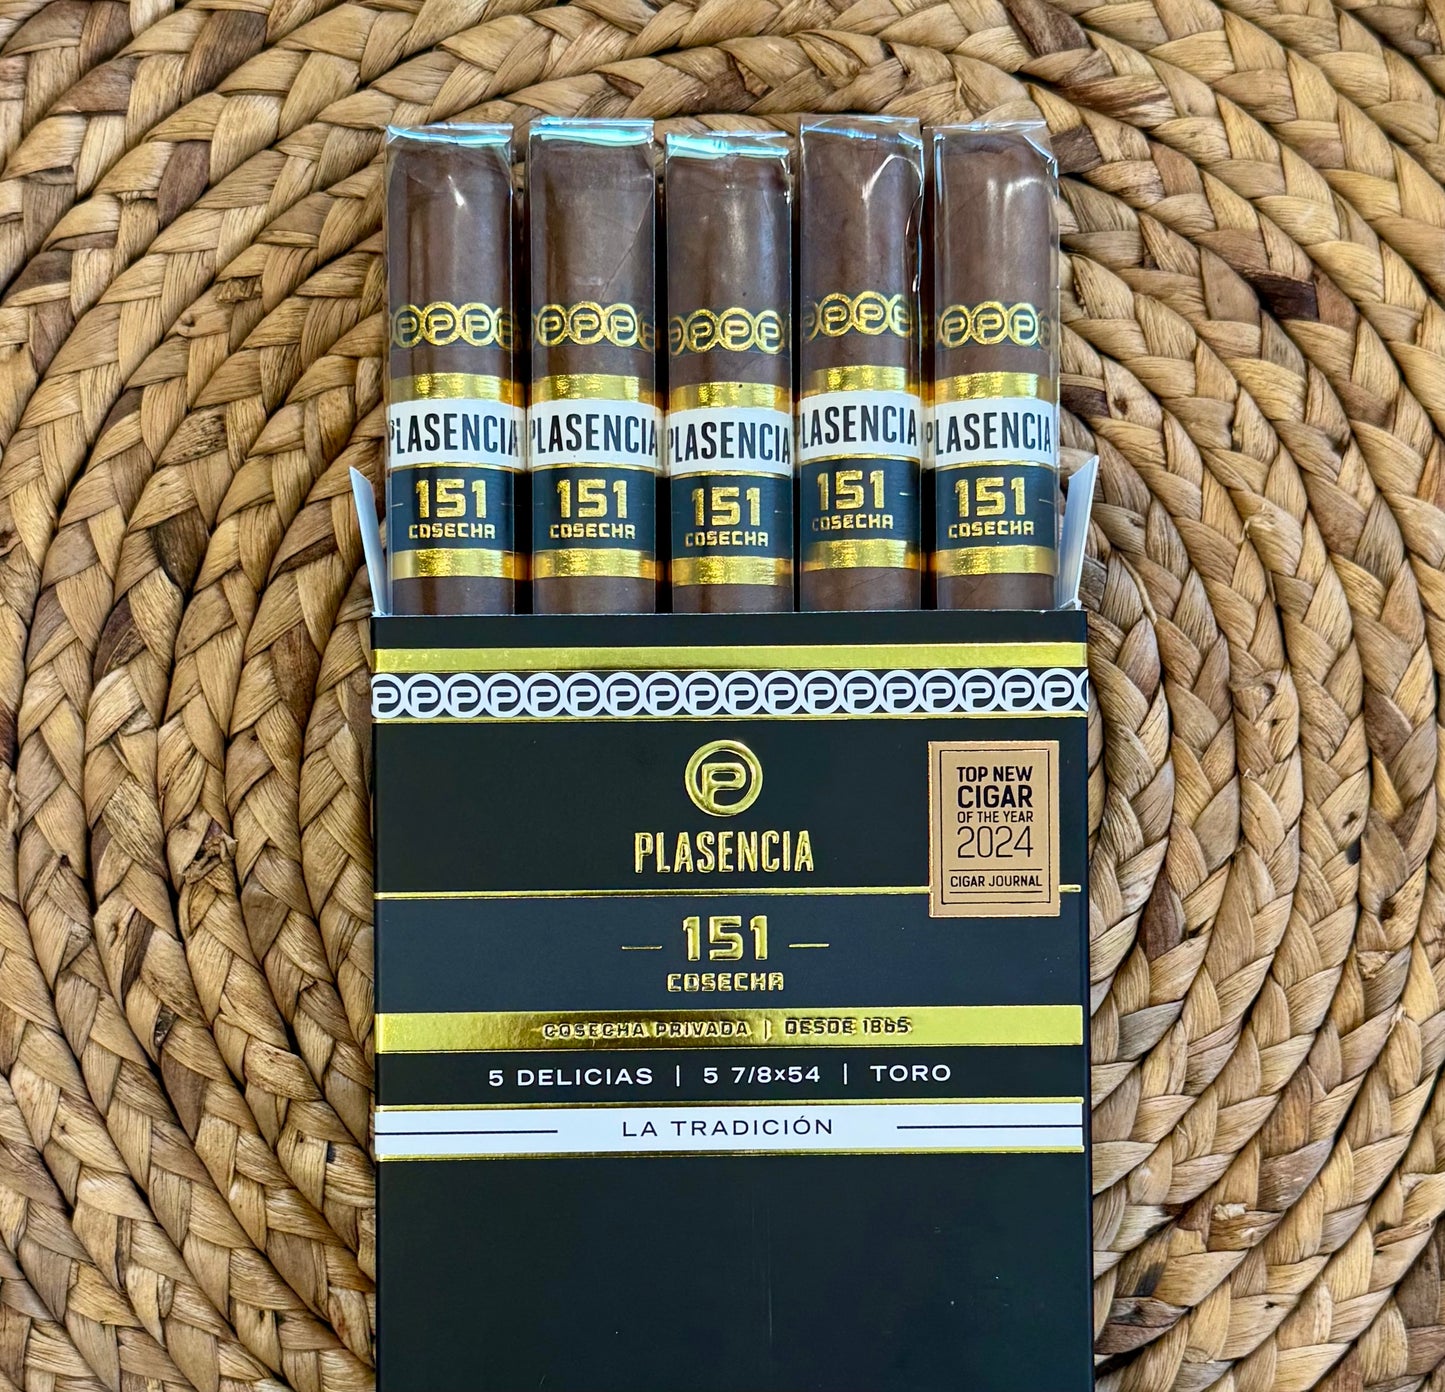 PLASENCIA
151
COSECHA
PLASENCIA
151
COSECHA
PLASENCIA
151
COSECHA
PLASENCIA
151
COSECHA
PLASENCIA
151
COSECHA
P
PLASENCIA
TOP NEW
CIGAR
OF THE YEAR
2024
CIGAR JOURNAL
151
COSECHA
COSECHA PRIVADA | DESDE 1865
5 DELICIAS | 5 7/8x54 | TORO
LA TRADICIÓN